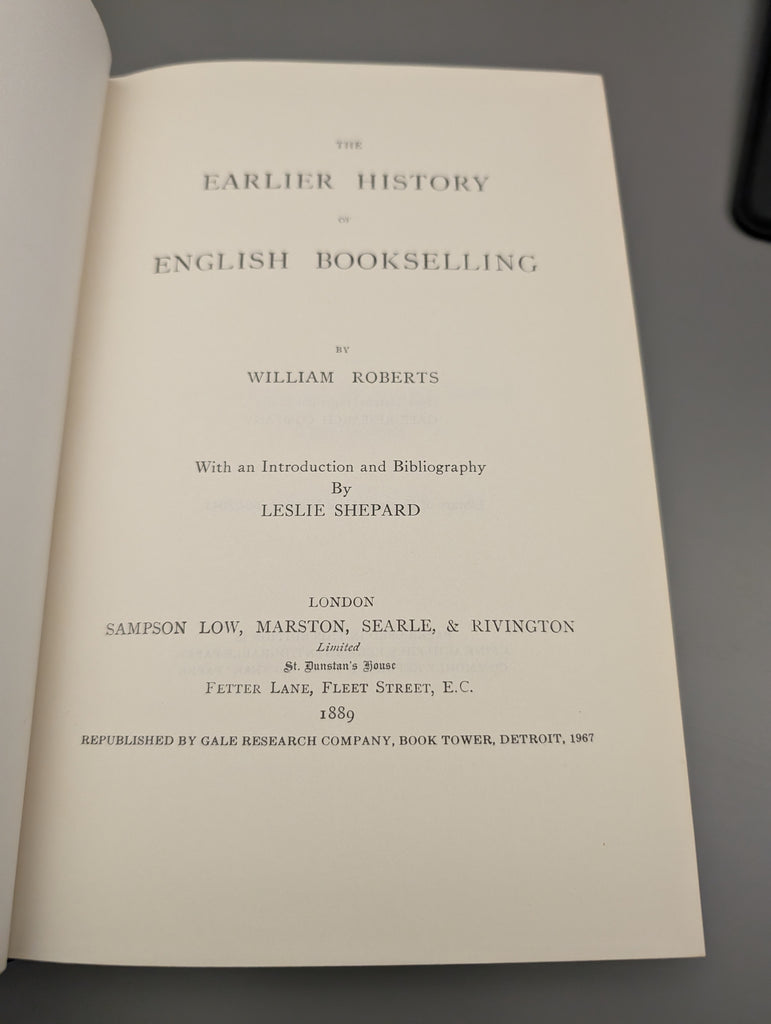 THE
EARLIER HISTORY
OF
ENGLISH BOOKSELLING
BY
WILLIAM ROBERTS
With an Introduction and Bibliography
By
LESLIE SHEPARD
LONDON
SAMPSON LOW, MARSTON, SEARLE, & RIVINGTON
Limited
St. Dunstan's House
FETTER LANE, FLEET STREET, E.C.
1889
REPUBLISHED BY GALE RESEARCH COMPANY, BOOK TOWER, DETROIT, 1967